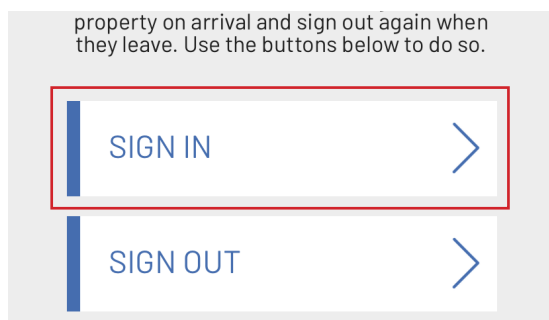 property on arrival and sign out again when
they leave. Use the buttons below to do so.
SIGN IN
SIGN OUT